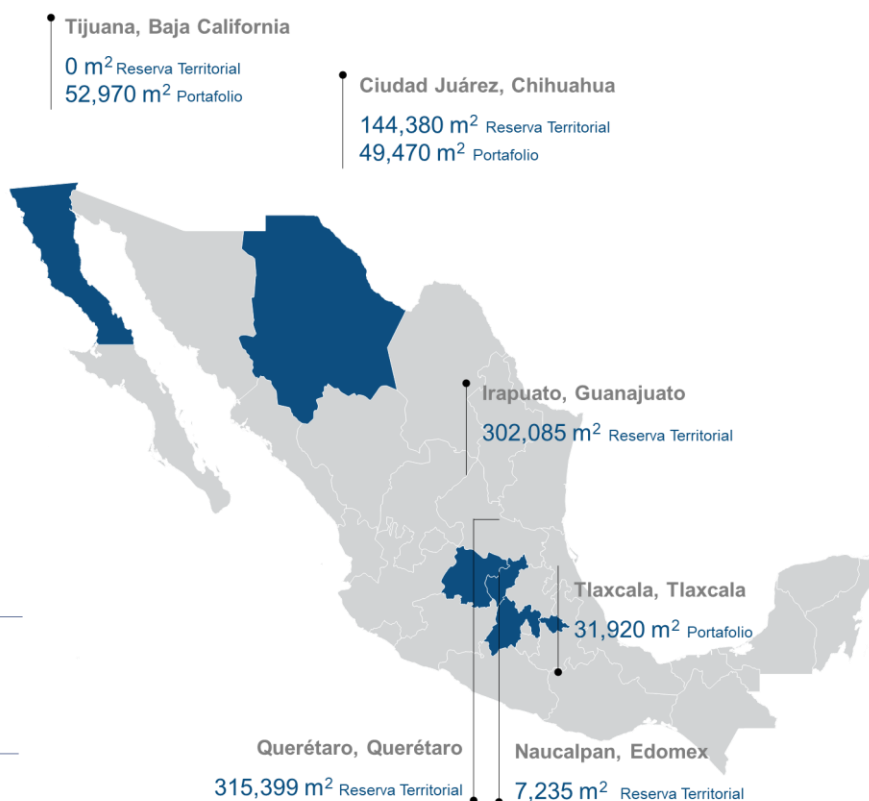 Tijuana, Baja California
0 m² Reserva Territorial
52,970 m² Portafolio
Ciudad Juárez, Chihuahua
144,380 m² Reserva Territorial
49,470 m² Portafolio
Irapuato, Guanajuato
302,085 m² Reserva Territorial
Tlaxcala, Tlaxcala
31,920 m² Portafolio
Querétaro, Querétaro
315,399 m² Reserva Territorial
Naucalpan, Edomex
7,235 m² Reserva Territorial